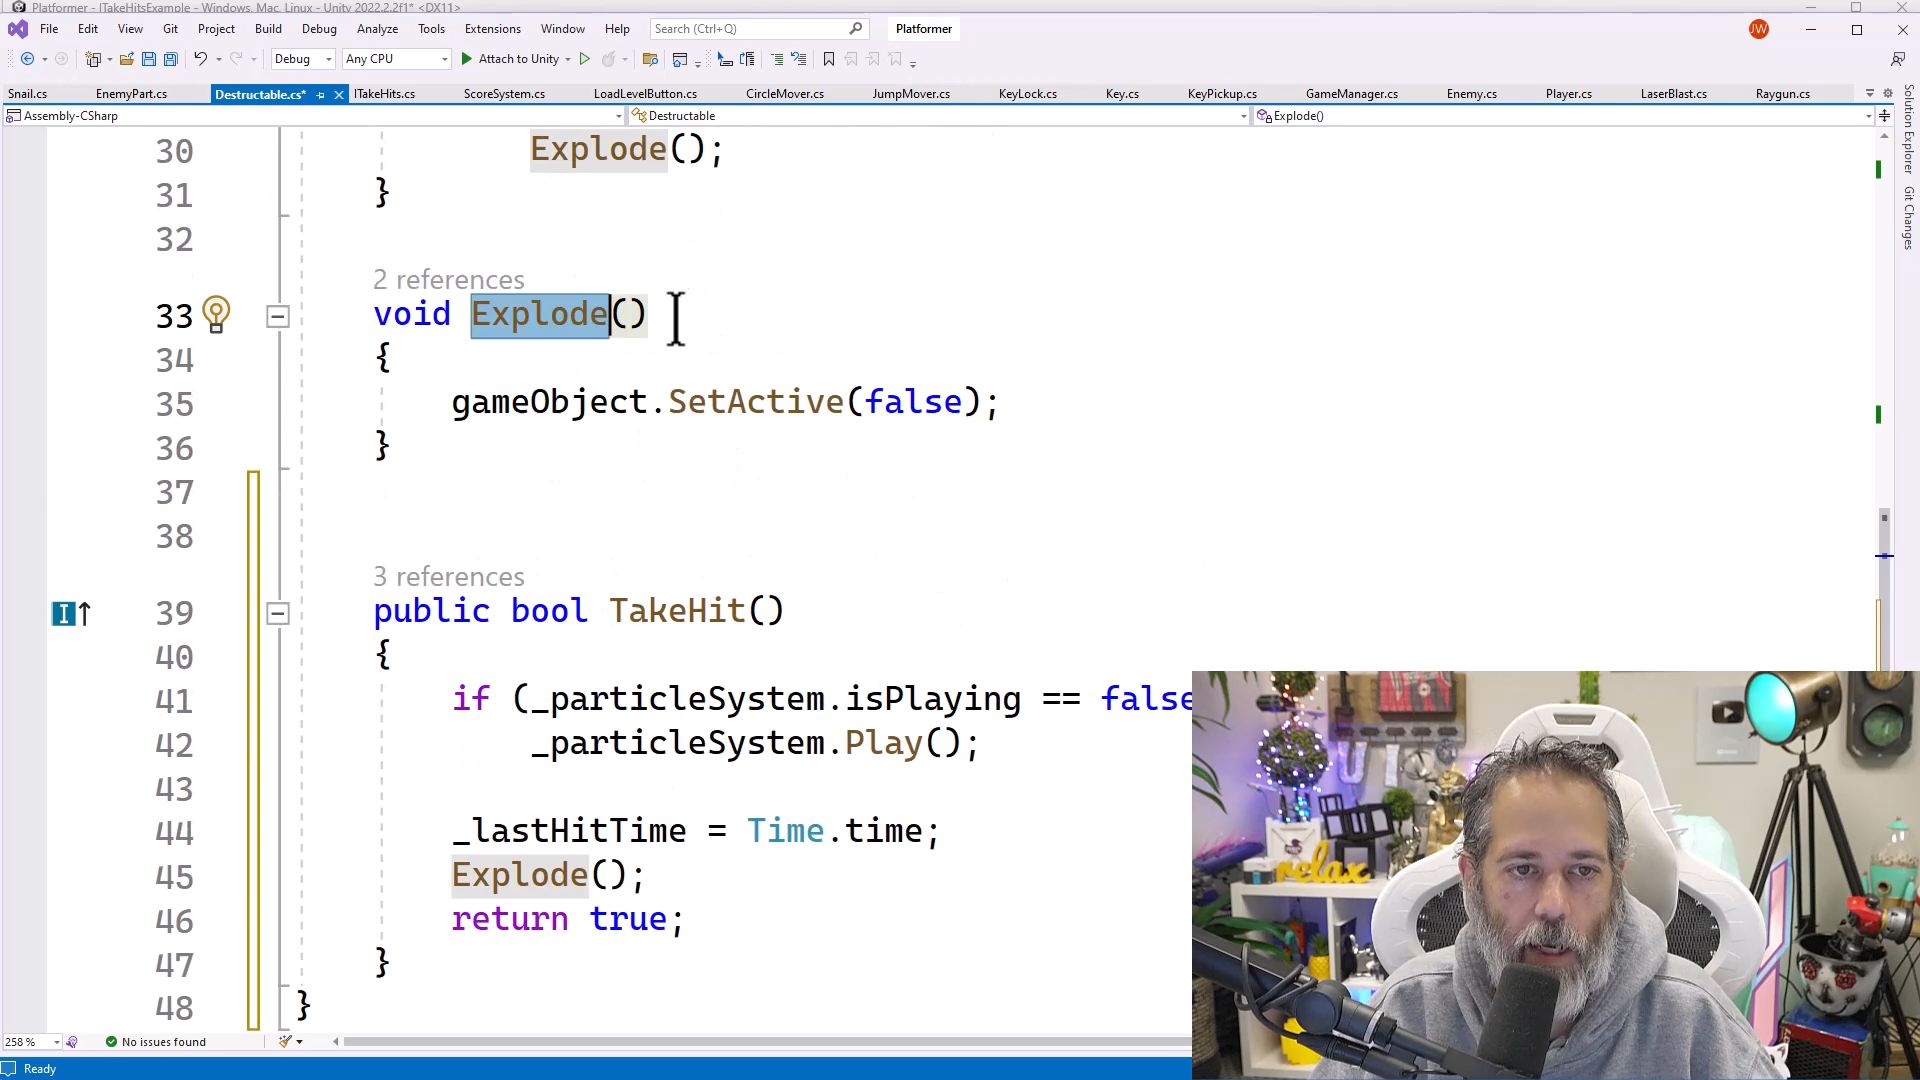 Platformer - ITakeHitsExample - Windows, Mac, Linux - Unity 2022.2.2f1* <DX11>
File Edit View Git Project Build Debug Analyze Tools Extensions Window Help Search (Ctrl+Q) Platformer JW
Debug Any CPU Attach to Unity
Snail.cs EnemyPart.cs Destructable.cs* ITakeHits.cs ScoreSystem.cs LoadLevelButton.cs CircleMover.cs JumpMover.cs KeyLock.cs Key.cs KeyPickup.cs GameManager.cs Enemy.cs Player.cs LaserBlast.cs Raygun.cs
Assembly-CSharp Destructable Explode()
Solution Explorer
Git Changes
30 Explode();
31 }
32
2 references
33 void Explode()
34 {
35 gameObject.SetActive(false);
36 }
37
38
3 references
39 public bool TakeHit()
40 {
41 if (_particleSystem.isPlaying == false
42 _particleSystem.Play();
43
44 _lastHitTime = Time.time;
45 Explode();
46 return true;
47 }
48 }
258 % No issues found
Ready
relax